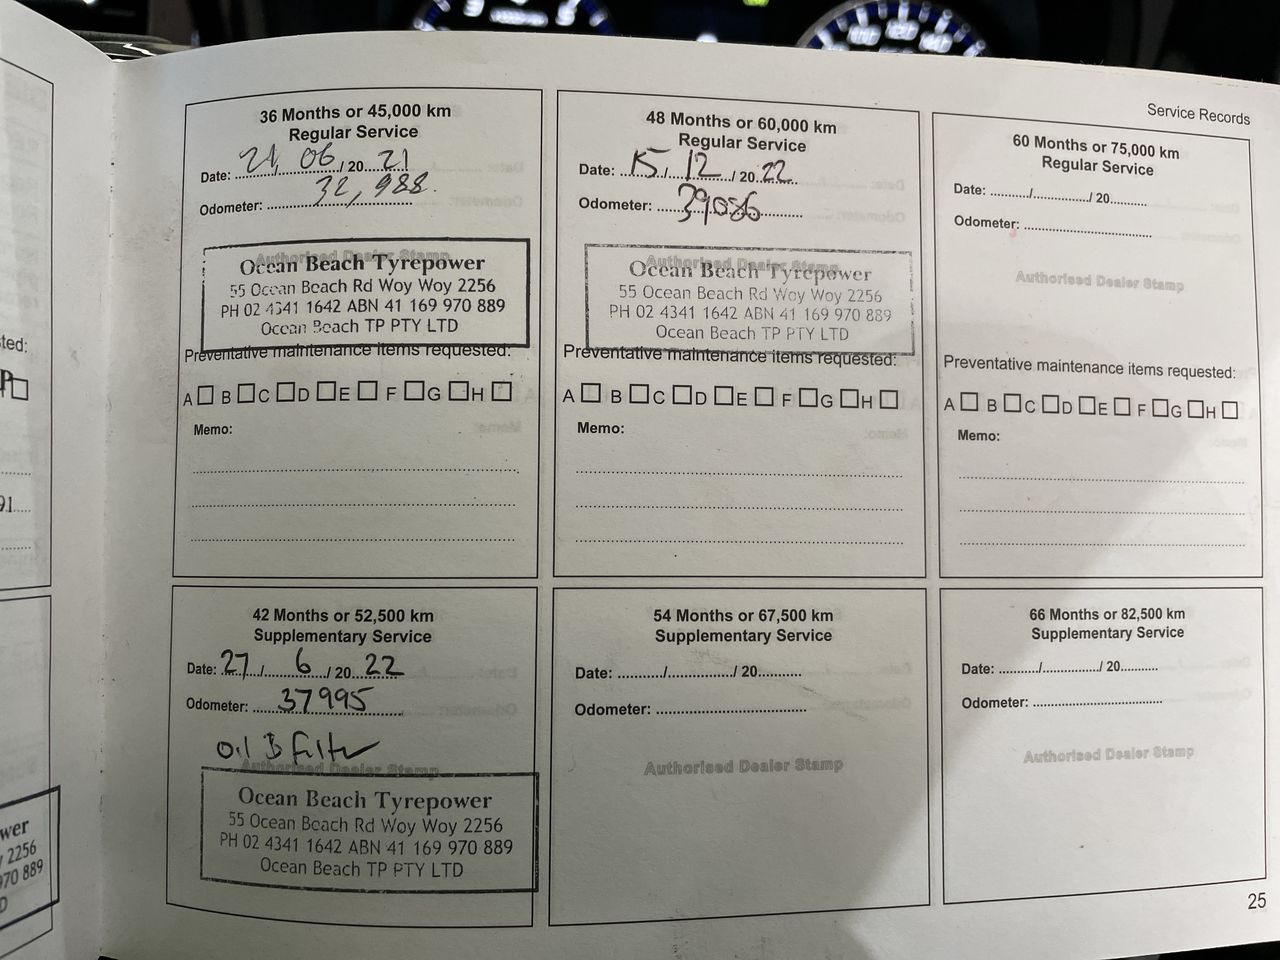 Service Records
36 Months or 45,000 km
Regular Service
Date: 21, 06 / 20 21
Odometer: 32,988.
Authorised Dealer Stamp
Ocean Beach Tyrepower
55 Ocean Beach Rd Woy Woy 2256
PH 02 4341 1642 ABN 41 169 970 889
Ocean Beach TP PTY LTD
Preventative maintenance items requested:
A B C D E F G H
Memo:
48 Months or 60,000 km
Regular Service
Date: 15 / 12 / 20 22
Odometer: 39086
Authorised Dealer Stamp
Ocean Beach Tyrepower
55 Ocean Beach Rd Woy Woy 2256
PH 02 4341 1642 ABN 41 169 970 889
Ocean Beach TP PTY LTD
Preventative maintenance items requested:
A B C D E F G H
Memo:
60 Months or 75,000 km
Regular Service
Date: ....../............../ 20.........
Odometer: ................................
Authorised Dealer Stamp
Preventative maintenance items requested:
A B C D E F G H
Memo:
42 Months or 52,500 km
Supplementary Service
Date: 27 / 6 / 20 22
Odometer: 37995
Oil & filter
Authorised Dealer Stamp
Ocean Beach Tyrepower
55 Ocean Beach Rd Woy Woy 2256
PH 02 4341 1642 ABN 41 169 970 889
Ocean Beach TP PTY LTD
54 Months or 67,500 km
Supplementary Service
Date: ........../............../ 20..........
Odometer: ...................................
Authorised Dealer Stamp
66 Months or 82,500 km
Supplementary Service
Date: ........./............../ 20.........
Odometer: ................................
Authorised Dealer Stamp
25